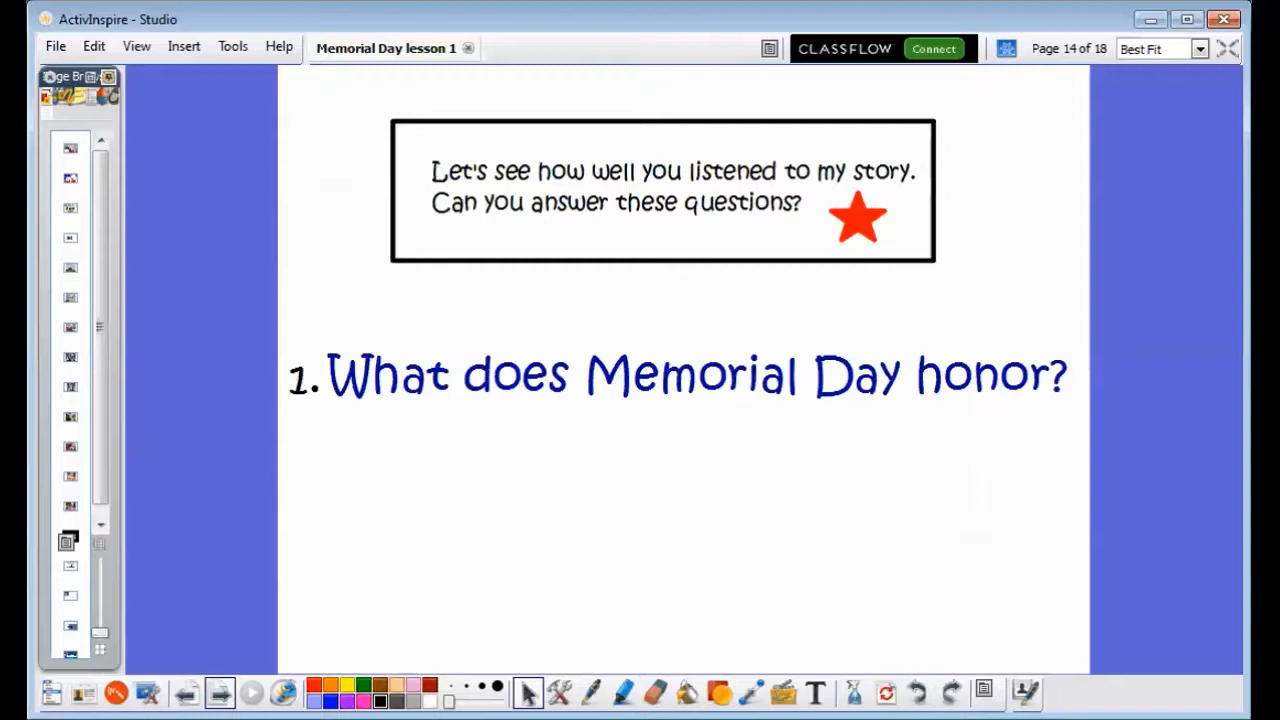 ActivInspire - Studio
File Edit View Insert Tools Help
Memorial Day lesson 1
CLASSFLOW Connect
Page 14 of 18
Best Fit
ge Br
Let's see how well you listened to my story.
Can you answer these questions?
1. What does Memorial Day honor?
T